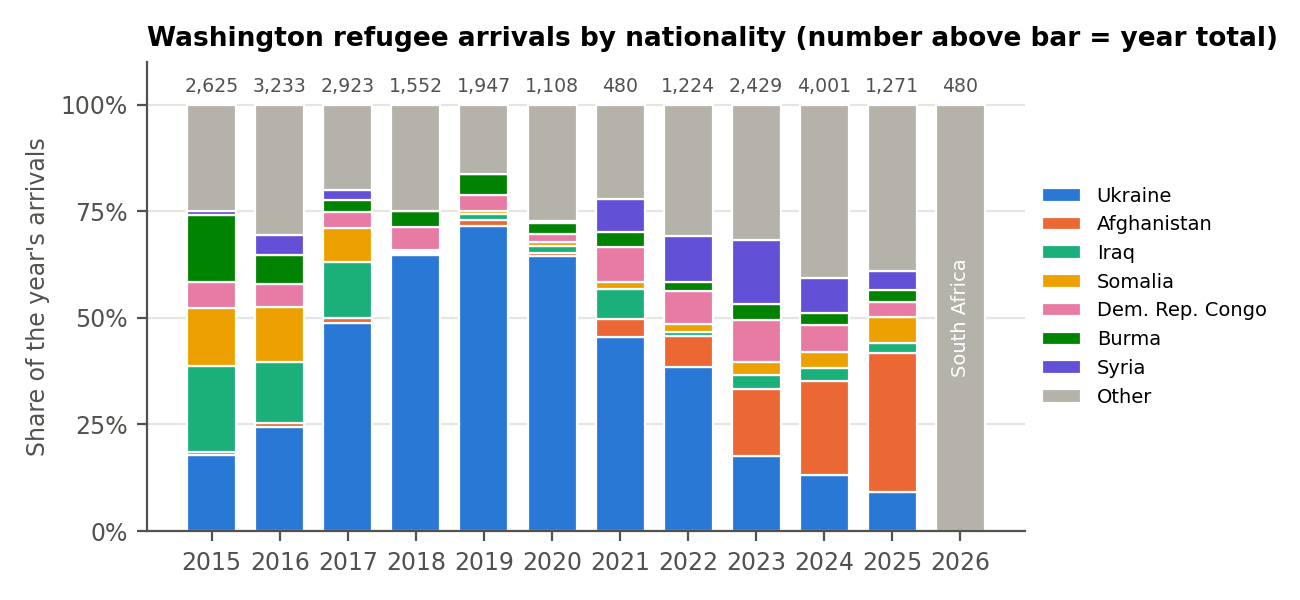 Washington refugee arrivals by nationality (number above bar = year total)
2,625 3,233 2,923 1,552 1,947 1,108 480 1,224 2,429 4,001 1,271 480
Share of the year's arrivals
100%
75%
50%
25%
0%
South Africa
2015 2016 2017 2018 2019 2020 2021 2022 2023 2024 2025 2026
Ukraine
Afghanistan
Iraq
Somalia
Dem. Rep. Congo
Burma
Syria
Other